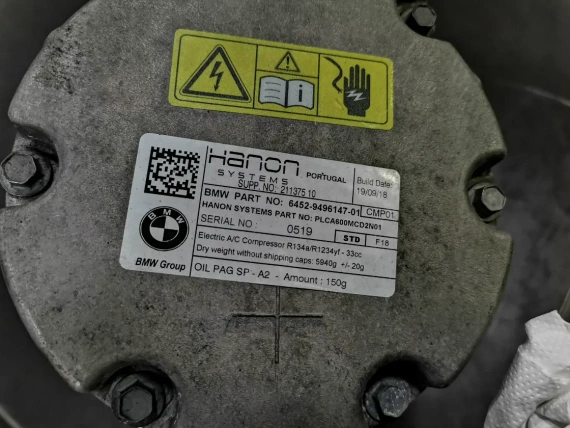 Hanon
SYSTEMS
PORTUGAL
Build Date:
19/09/18
SUPP. NO: 211375 10
BMW PART NO: 6452-9496147-01 CMP01
HANON SYSTEMS PART NO: PLCA600MCD2N01
SERIAL NO: 0519 STD F18
Electric A/C Compressor R134a/R1234yf - 33cc
Dry weight without shipping caps: 5940g +/- 20g
OIL PAG SP - A2 - Amount : 150g
BMW
BMW Group